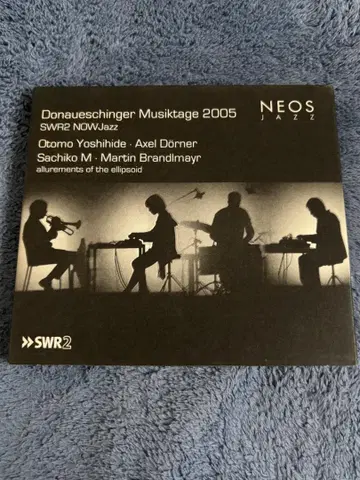 Donaueschinger Musiktage 2005
SWR2 NOWJazz
Otomo Yoshihide · Axel Dörner
Sachiko M · Martin Brandlmayr
allurements of the ellipsoid
NEOS
JAZZ
SWR2